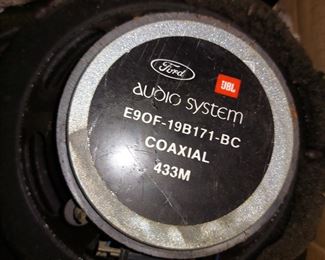 Ford
JBL
audio system
E9OF-19B171-BC
COAXIAL
433M